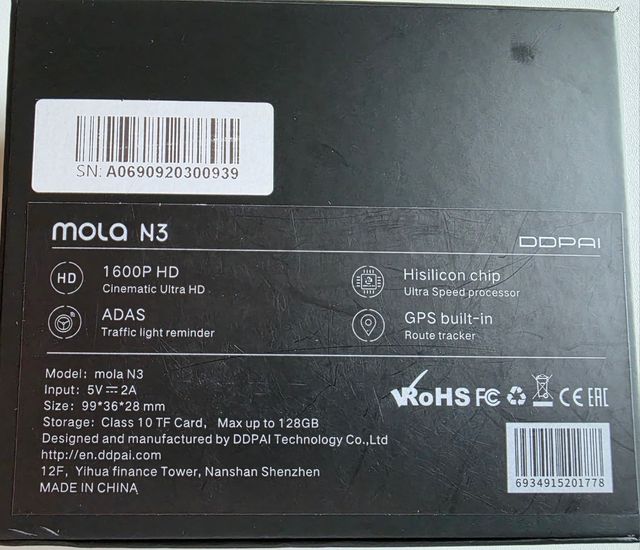 SN: A0690920300939
mola N3
DDPAI
HD
1600P HD
Cinematic Ultra HD
Hisilicon chip
Ultra Speed processor
ADAS
Traffic light reminder
GPS built-in
Route tracker
Model: mola N3
Input: 5V⎓2A
Size: 99*36*28 mm
Storage: Class 10 TF Card, Max up to 128GB
Designed and manufactured by DDPAI Technology Co.,Ltd
http://en.ddpai.com
12F, Yihua finance Tower, Nanshan Shenzhen
MADE IN CHINA
RoHS FC CE EAC
6934915201778